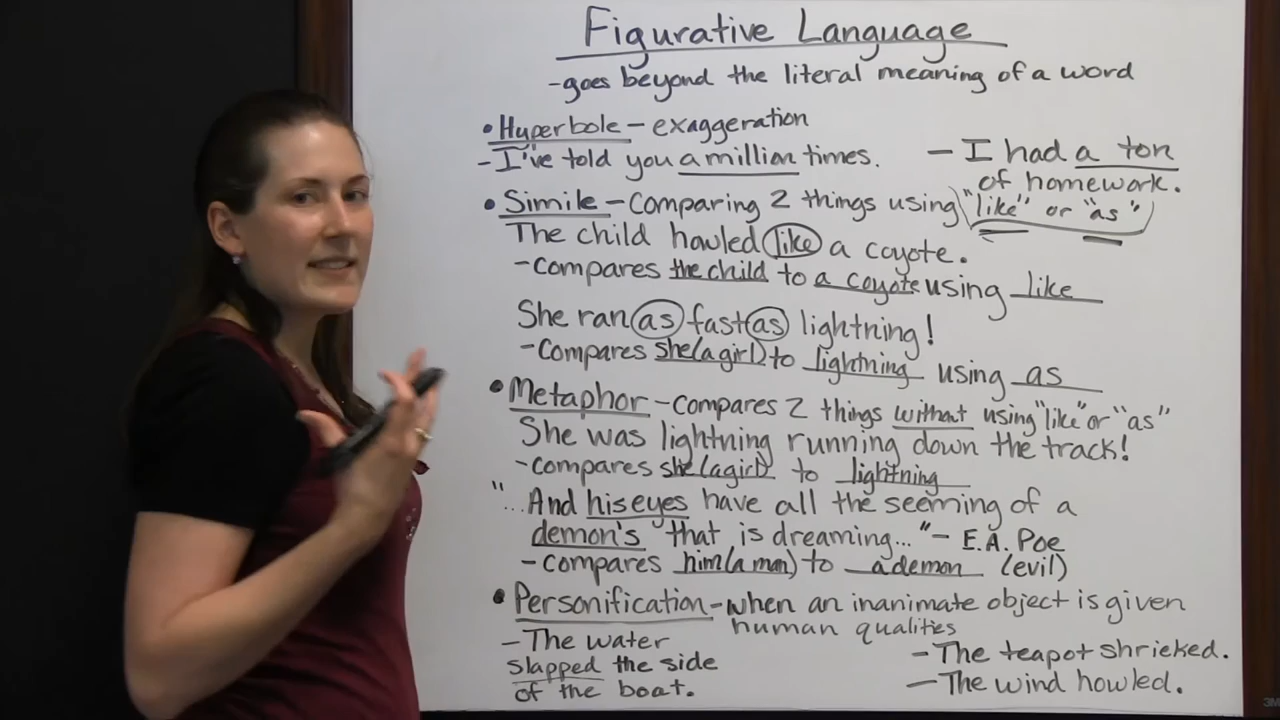 Figurative Language
-goes beyond the literal meaning of a word
•Hyperbole - exaggeration
- I've told you a million times.
- I had a ton
of homework.
• Simile - Comparing 2 things using "like" or "as"
The child howled like a coyote.
-Compares the child to a coyote using like
She ran as fast as lightning!
-Compares she(a girl) to lightning using as
•Metaphor - compares 2 things without using "like" or "as"
She was lightning running down the track!
-compares she(a girl) to lightning
"...And his eyes have all the seeming of a
demon's that is dreaming..." - E.A. Poe
-compares him(a man) to a demon (evil)
•Personification - when an inanimate object is given
human qualities
- The water
slapped the side
of the boat.
- The teapot shrieked.
- The wind howled.
3M